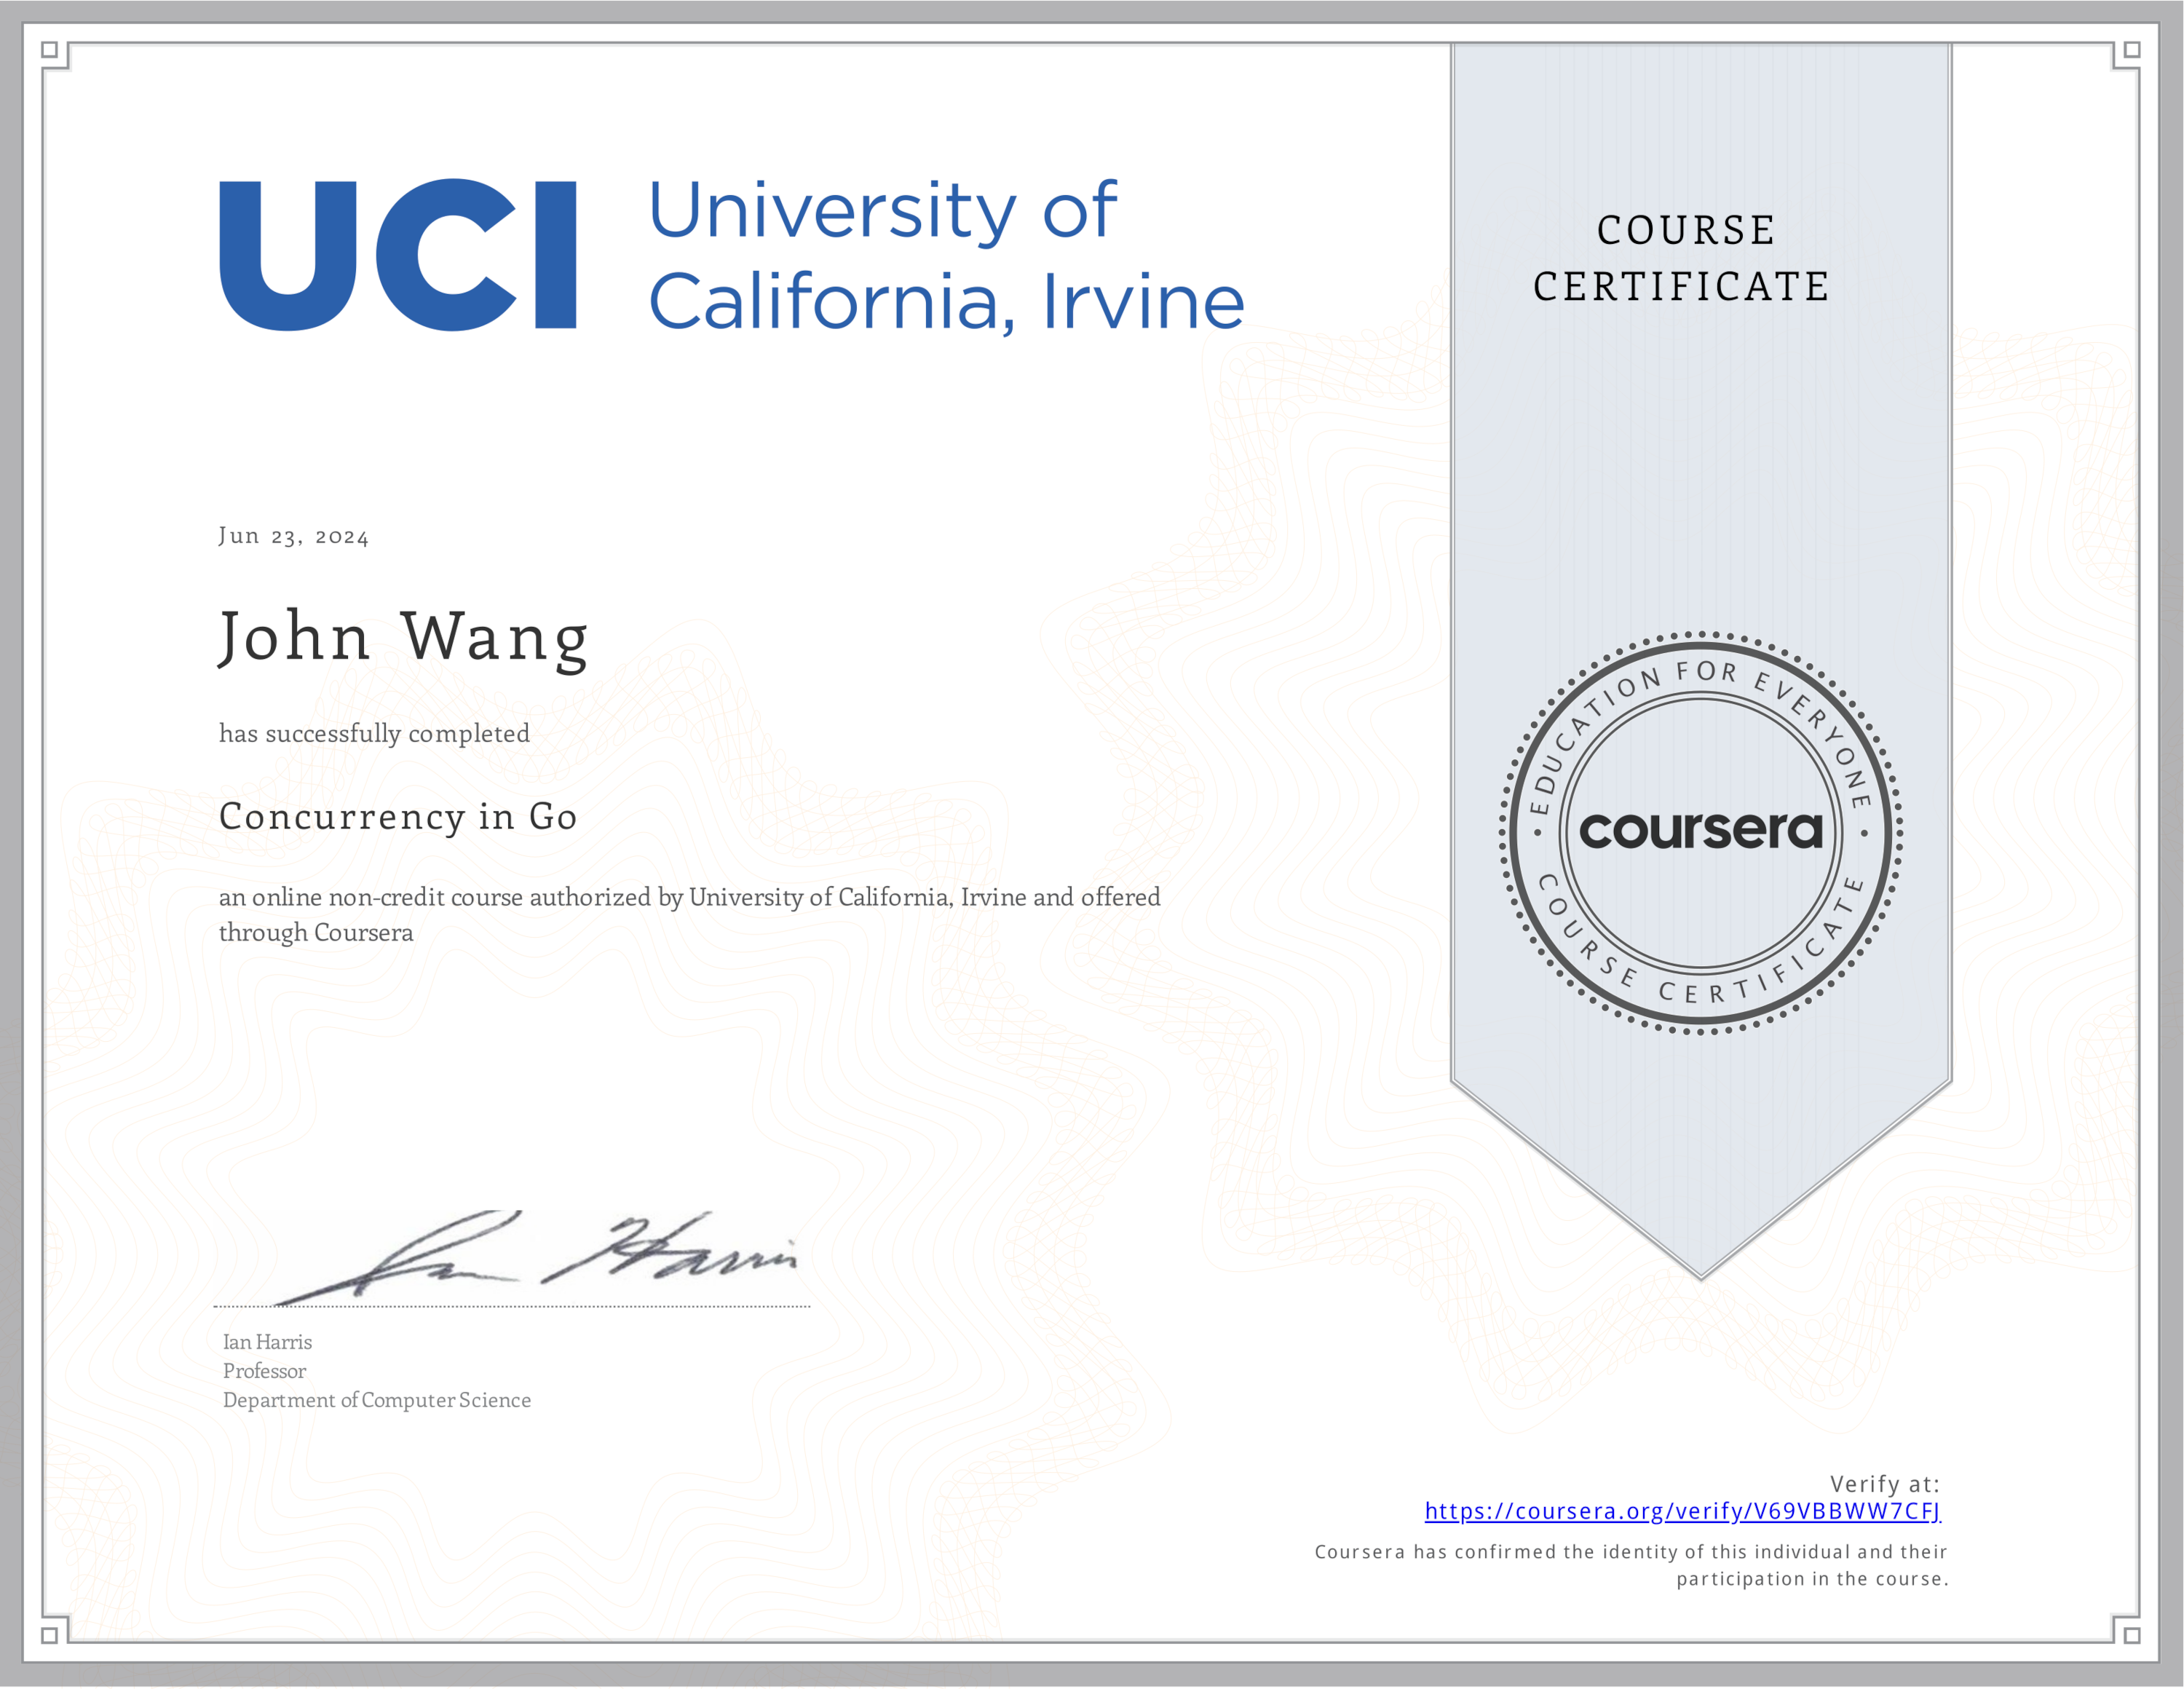 UCI University of
California, Irvine
COURSE
CERTIFICATE
Jun 23, 2024
John Wang
has successfully completed
Concurrency in Go
an online non-credit course authorized by University of California, Irvine and offered
through Coursera
EDUCATION FOR EVERYONE
coursera
COURSE CERTIFICATE
Ian Harris
Ian Harris
Professor
Department of Computer Science
Verify at:
https://coursera.org/verify/V69VBBWW7CFJ
Coursera has confirmed the identity of this individual and their
participation in the course.